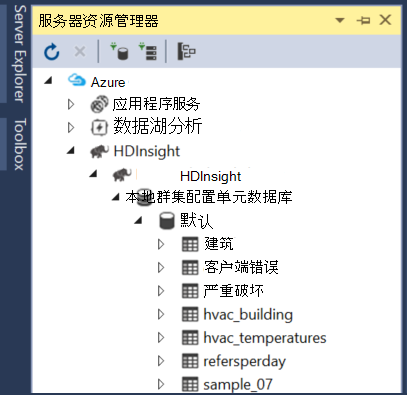 服务器资源管理器
Server Explorer
Toolbox
Azure
应用程序服务
数据湖分析
HDInsight
HDInsight
本地群集配置单元数据库
默认
建筑
客户端错误
严重破坏
hvac_building
hvac_temperatures
refersperday
sample_07